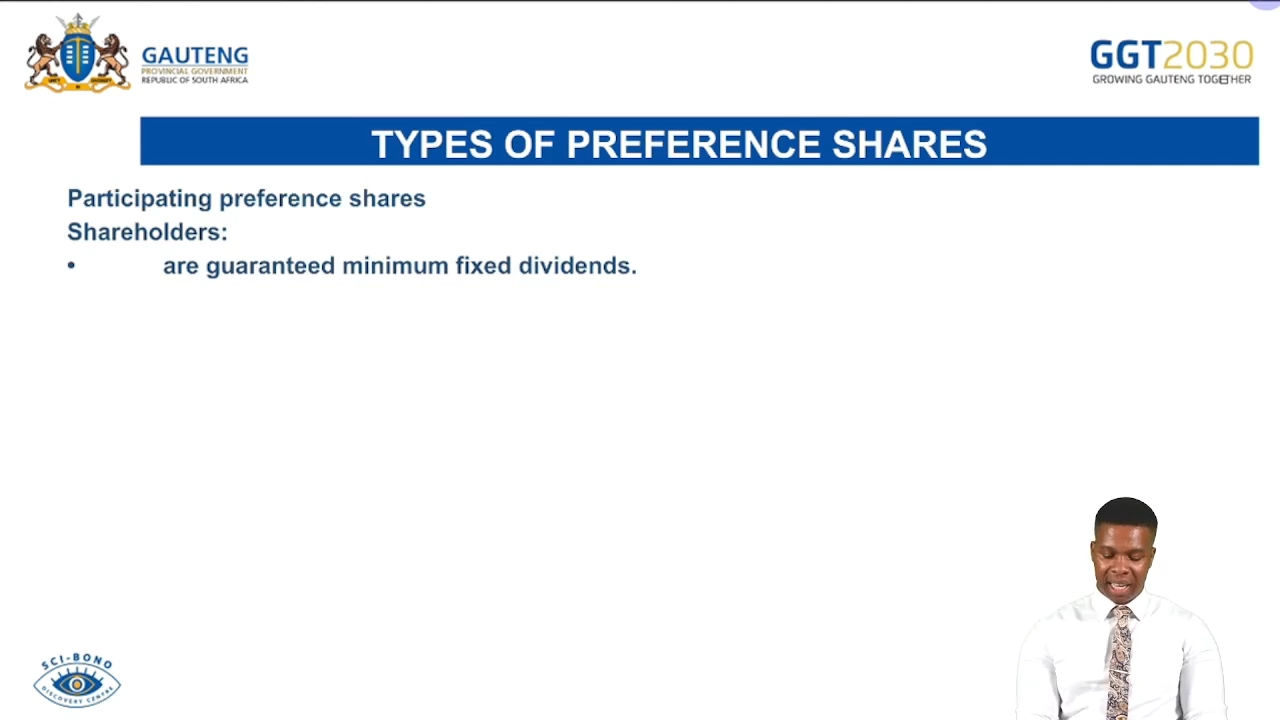 GAUTENG
PROVINCIAL GOVERNMENT
REPUBLIC OF SOUTH AFRICA
GGT2030
GROWING GAUTENG TOGETHER
TYPES OF PREFERENCE SHARES
Participating preference shares
Shareholders:
• are guaranteed minimum fixed dividends.
SCI-BONO
DISCOVERY CENTRE